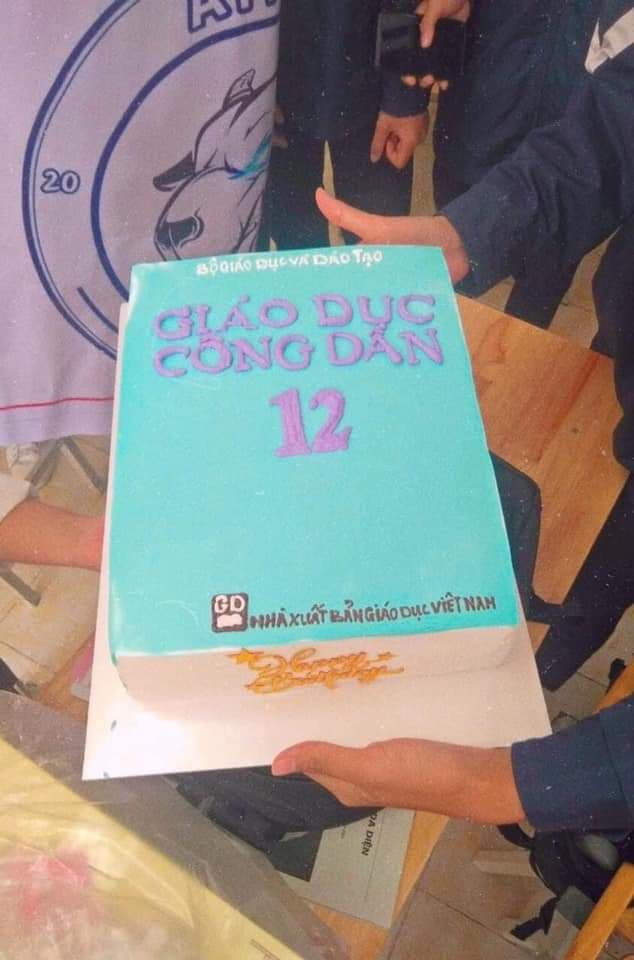 20
BỘ GIÁO DỤC VÀ ĐÀO TẠO
GIÁO DỤC
CÔNG DÂN
12
GD
NHÀ XUẤT BẢN GIÁO DỤC VIỆT NAM
Happy
Birthday